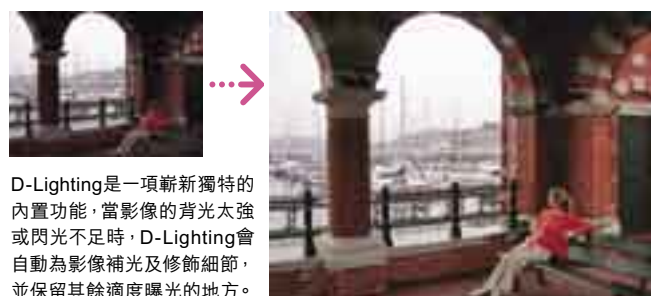 D-Lighting是一項嶄新獨特的
內置功能，當影像的背光太強
或閃光不足時，D-Lighting會
自動為影像補光及修飾細節，
並保留其餘適度曝光的地方。